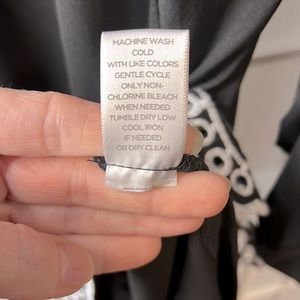 MACHINE WASH
COLD
WITH LIKE COLORS
GENTLE CYCLE
ONLY NON-
CHLORINE BLEACH
WHEN NEEDED
TUMBLE DRY LOW
COOL IRON
IF NEEDED
OR DRY CLEAN